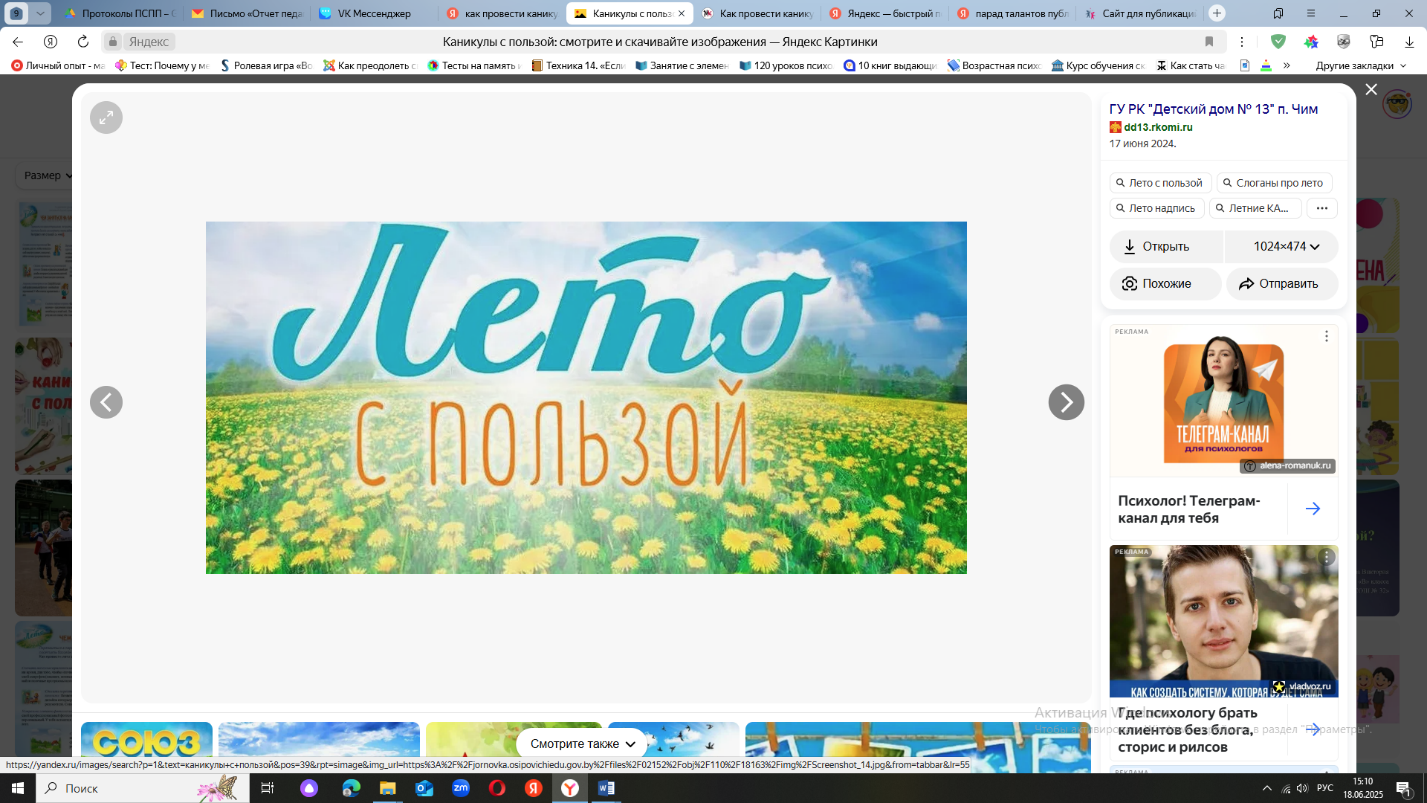 9
Протоколы ПСПП – С
Письмо «Отчет педаг
VK Мессенджер
как провести канику
Каникулы с польз
Как провести канику
Яндекс — быстрый п
парад талантов публ
Сайт для публикации
Яндекс
Каникулы с пользой: смотрите и скачивайте изображения — Яндекс Картинки
Личный опыт - ма
Тест: Почему у ме
Ролевая игра «Во
Как преодолеть с
Тесты на память и
Техника 14. «Если
Занятие с элемен
120 уроков психо
10 книг выдающи
Возрастная психо
Курс обучения ск
Как стать ча
Другие закладки
Размер
Лето
с пользой
ГУ РК "Детский дом № 13" п. Чим
dd13.rkomi.ru
17 июня 2024.
Лето с пользой
Слоганы про лето
Лето надпись
Летние КА...
Открыть
1024×474
Похожие
Отправить
РЕКЛАМА
ТЕЛЕГРАМ-КАНАЛ
ДЛЯ ПСИХОЛОГОВ
alena-romanuk.ru
Психолог! Телеграм-
канал для тебя
РЕКЛАМА
КАК СОЗДАТЬ СИСТЕМУ, КОТОРАЯ БУДЕТ САМА
vladvoz.ru
Где психологу брать
клиентов без блога,
сторис и рилсов
РЕКЛАМА
СОЮЗ
Смотрите также
https://yandex.ru/images/search?p=1&text=каникулы+с+пользой&pos=39&rpt=simage&img_url=https%3A%2F%2Fjornovka.osipovichiedu.gov.by%2Ffiles%2F02152%2Fobj%2F110%2F18163%2Fimg%2FScreenshot_14.jpg&from=tabbar&lr=55
Поиск
РУС
15:10
18.06.2025